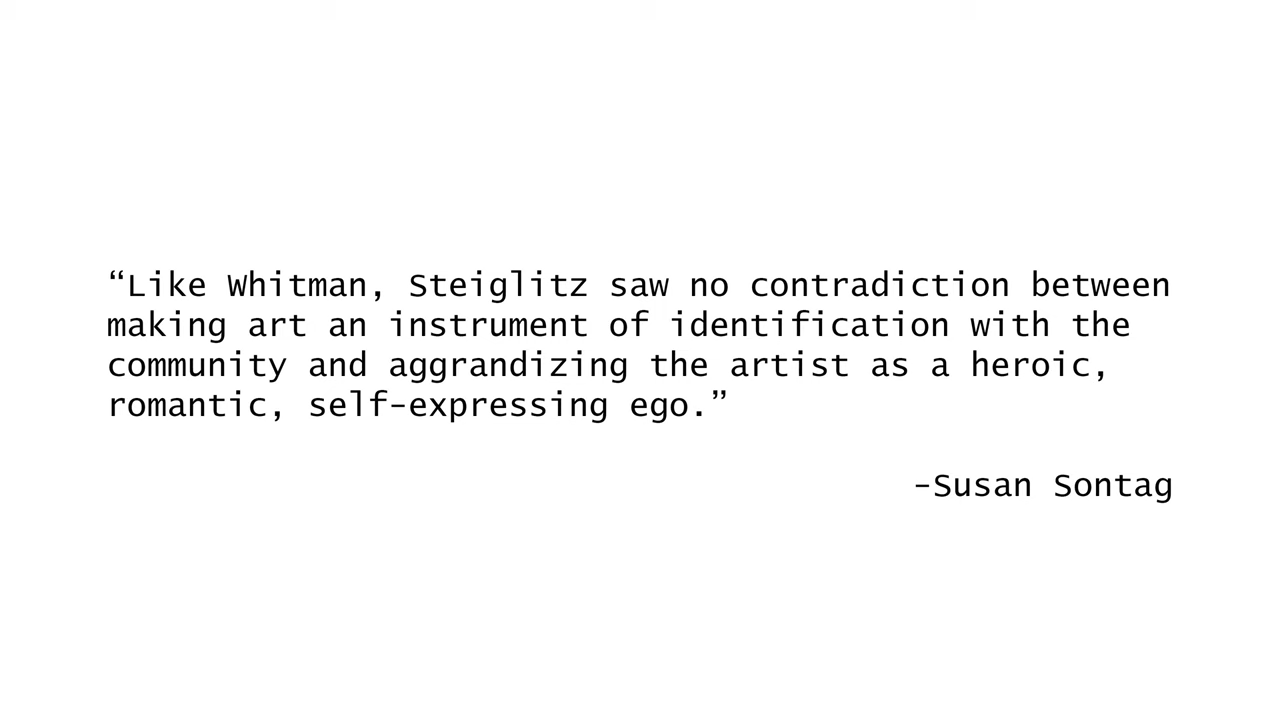 “Like Whitman, Steiglitz saw no contradiction between
making art an instrument of identification with the
community and aggrandizing the artist as a heroic,
romantic, self-expressing ego.”
-Susan Sontag